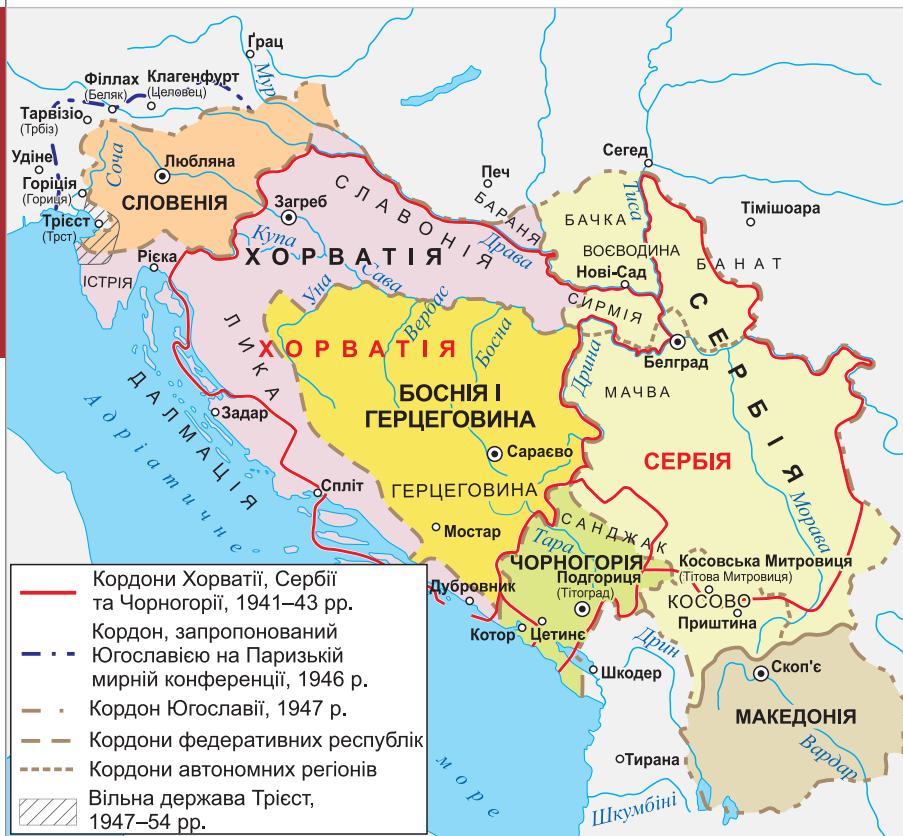 Ґрац
Мур
Філлах
(Беляк)
Клагенфурт
(Целовец)
Тарвізіо
(Трбіз)
Удіне
Соча
Горіція
(Гориця)
Трієст
(Трст)
Любляна
СЛОВЕНІЯ
Рієка
ІСТРІЯ
Загреб
Купа
ХОРВАТІЯ
СЛАВОНІЯ
Печ
БАРАНЯ
Драва
Сава
Уна
Вербас
Босна
Сегед
Тиса
Тімішоара
БАЧКА
ВОЄВОДИНА
БАНАТ
Нові-Сад
СИРМІЯ
Белград
Дрина
МАЧВА
СЕРБІЯ
ЛИКА
ХОРВАТІЯ
БОСНІЯ І
ГЕРЦЕГОВИНА
Сараєво
ГЕРЦЕГОВИНА
Мостар
ДАЛМАЦІЯ
Задар
Спліт
Адріатичне
море
СЕРБІЯ
Морава
САНДЖАК
Тара
ЧОРНОГОРІЯ
Подгориця
(Тітоград)
Косовська Митровиця
(Тітова Митровиця)
КОСОВО
Приштина
Дубровник
Котор
Цетинє
Дрин
Шкодер
Скоп'є
МАКЕДОНІЯ
Вардар
Тирана
Шкумбіні
Кордони Хорватії, Сербії
та Чорногорії, 1941–43 рр.
Кордон, запропонований
Югославією на Паризькій
мирній конференції, 1946 р.
Кордон Югославії, 1947 р.
Кордони федеративних республік
Кордони автономних регіонів
Вільна держава Трієст,
1947–54 рр.